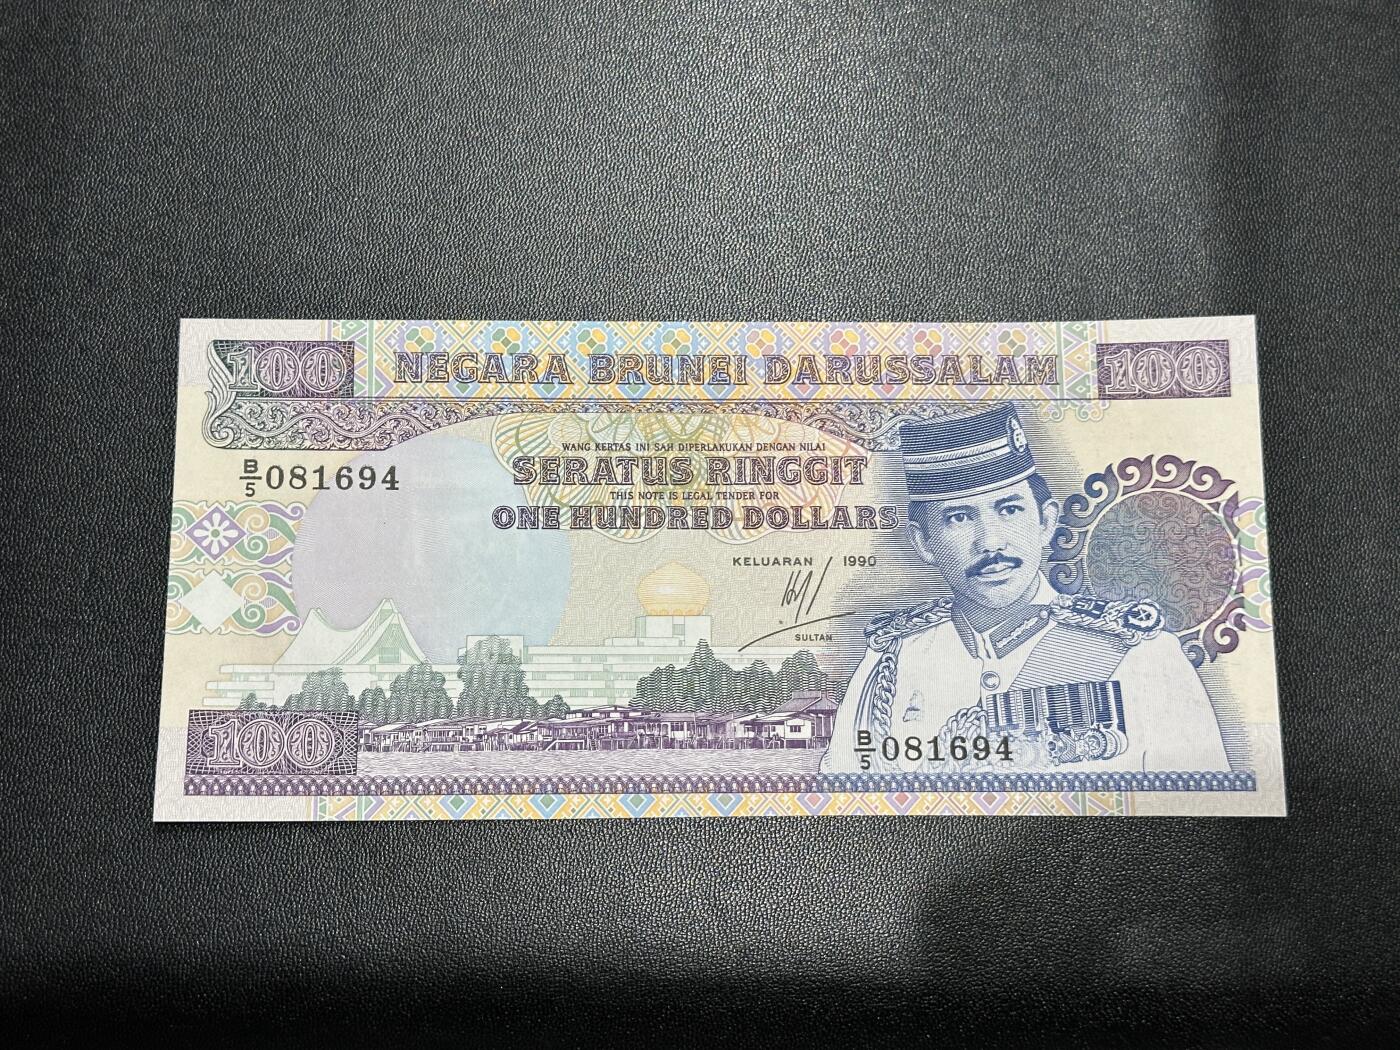 100 NEGARA BRUNEI DARUSSALAM 100
WANG KERTAS INI SAH DIPERLAKUKAN DENGAN NILAI
B/5 081694
SERATUS RINGGIT
THIS NOTE IS LEGAL TENDER FOR
ONE HUNDRED DOLLARS
KELUARAN 1990
SULTAN
100
B/5 081694